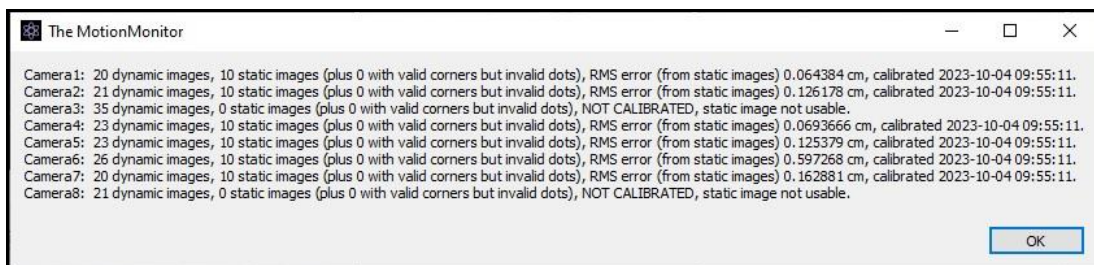 The MotionMonitor
Camera1: 20 dynamic images, 10 static images (plus 0 with valid corners but invalid dots), RMS error (from static images) 0.064384 cm, calibrated 2023-10-04 09:55:11.
Camera2: 21 dynamic images, 10 static images (plus 0 with valid corners but invalid dots), RMS error (from static images) 0.126178 cm, calibrated 2023-10-04 09:55:11.
Camera3: 35 dynamic images, 0 static images (plus 0 with valid corners but invalid dots), NOT CALIBRATED, static image not usable.
Camera4: 23 dynamic images, 10 static images (plus 0 with valid corners but invalid dots), RMS error (from static images) 0.0693666 cm, calibrated 2023-10-04 09:55:11.
Camera5: 23 dynamic images, 10 static images (plus 0 with valid corners but invalid dots), RMS error (from static images) 0.125379 cm, calibrated 2023-10-04 09:55:11.
Camera6: 26 dynamic images, 10 static images (plus 0 with valid corners but invalid dots), RMS error (from static images) 0.597268 cm, calibrated 2023-10-04 09:55:11.
Camera7: 20 dynamic images, 10 static images (plus 0 with valid corners but invalid dots), RMS error (from static images) 0.162881 cm, calibrated 2023-10-04 09:55:11.
Camera8: 21 dynamic images, 0 static images (plus 0 with valid corners but invalid dots), NOT CALIBRATED, static image not usable.
OK